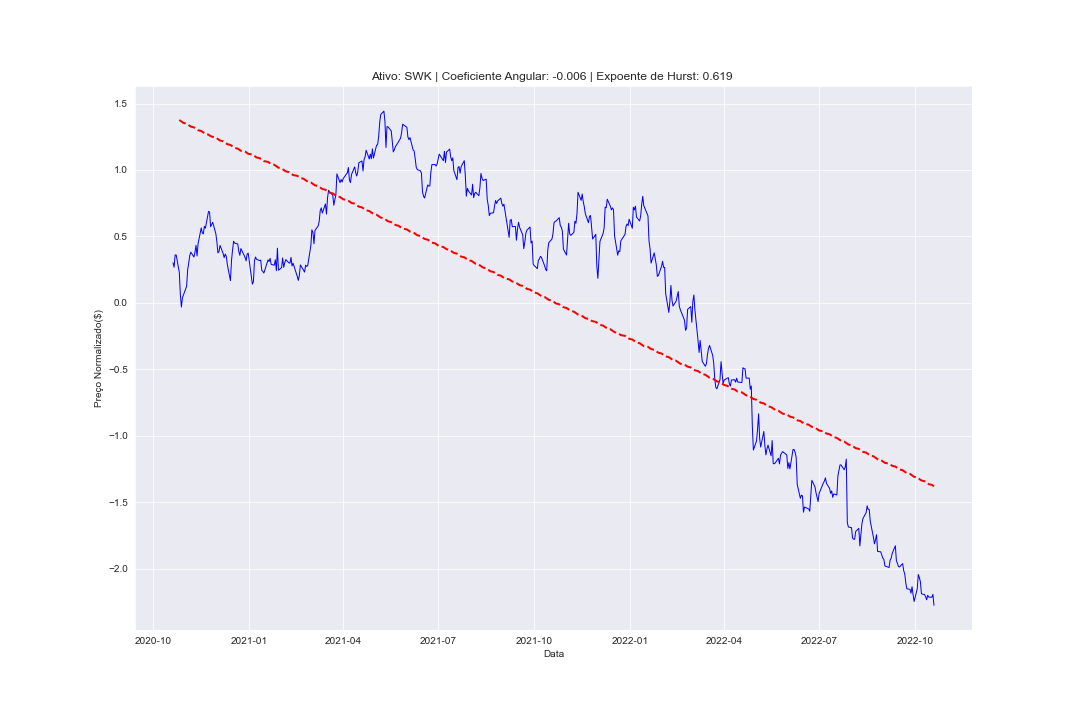 Ativo: SWK | Coeficiente Angular: -0.006 | Expoente de Hurst: 0.619
Preço Normalizado($)
1.5
1.0
0.5
0.0
−0.5
−1.0
−1.5
−2.0
2020-10 2021-01 2021-04 2021-07 2021-10 2022-01 2022-04 2022-07 2022-10
Data